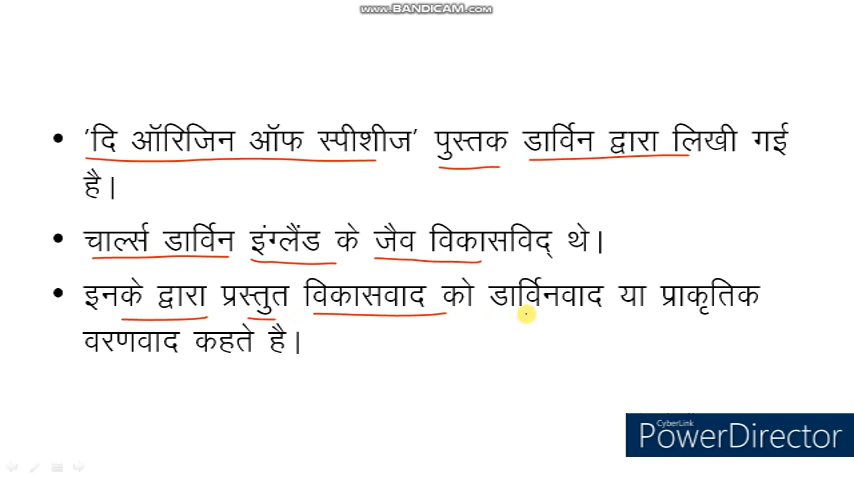 www.BANDICAM.com
• 'दि ऑरिजिन ऑफ स्पीशीज' पुस्तक डार्विन द्वारा लिखी गई
है।
• चार्ल्स डार्विन इंग्लैंड के जैव विकासविद् थे।
• इनके द्वारा प्रस्तुत विकासवाद को डार्विनवाद या प्राकृतिक
वरणवाद कहते है।
CyberLink
PowerDirector